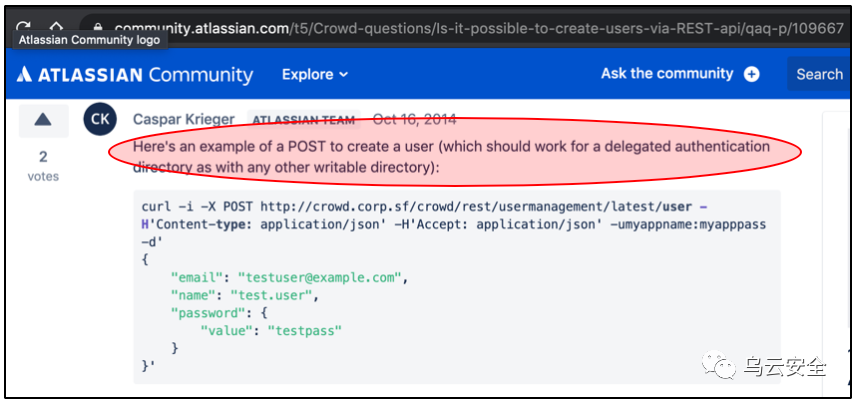 community.atlassian.com/t5/Crowd-questions/Is-it-possible-to-create-users-via-REST-api/qaq-p/109667
Atlassian Community logo
ATLASSIAN Community
Explore
Ask the community
Search
CK
Caspar Krieger ATLASSIAN TEAM Oct 16, 2014
2
votes
Here's an example of a POST to create a user (which should work for a delegated authentication
directory as with any other writable directory):
curl -i -X POST http://crowd.corp.sf/crowd/rest/usermanagement/latest/user -
H'Content-type: application/json' -H'Accept: application/json' -umyappname:myapppass
-d'
{
"email": "testuser@example.com",
"name": "test.user",
"password": {
"value": "testpass"
}
}'
乌云安全